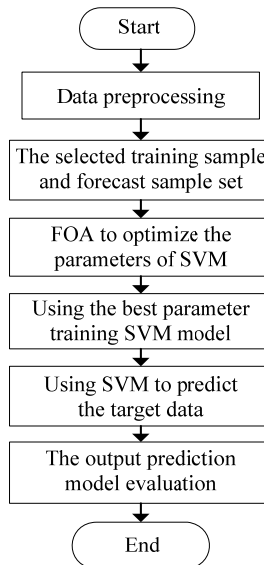 Start
Data preprocessing
The selected training sample
and forecast sample set
FOA to optimize the
parameters of SVM
Using the best parameter
training SVM model
Using SVM to predict
the target data
The output prediction
model evaluation
End